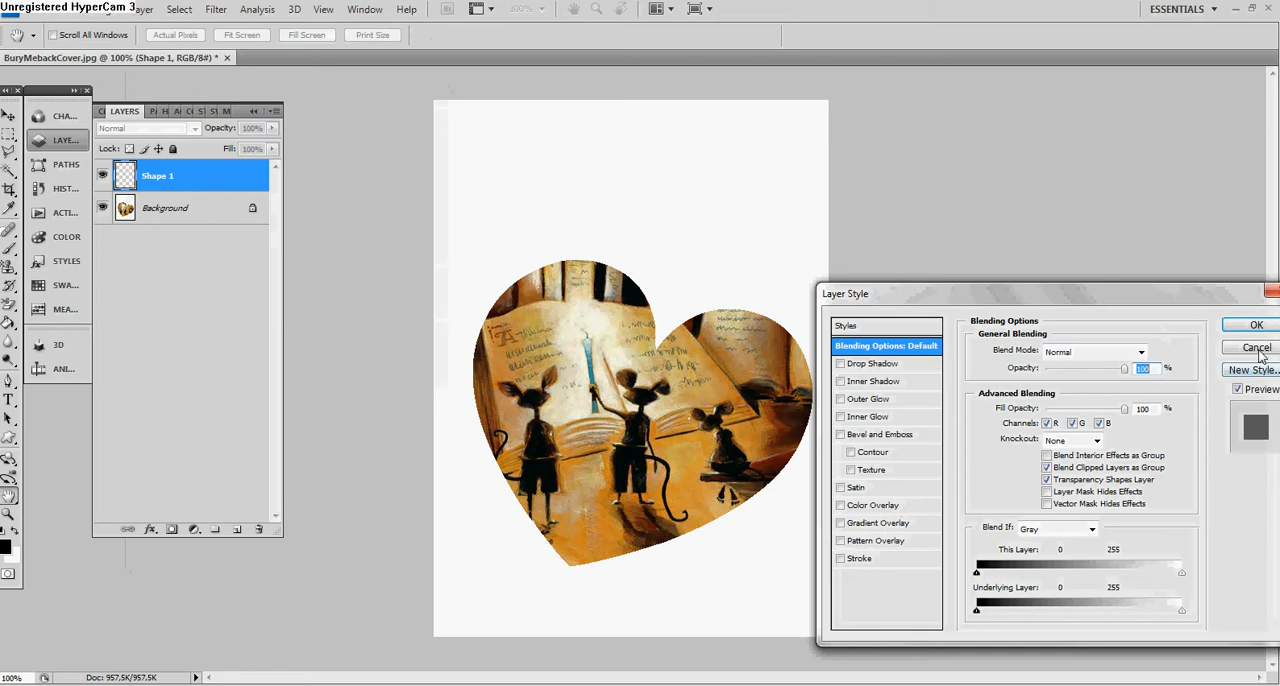 Unregistered HyperCam 3
ayer Select Filter Analysis 3D View Window Help 100% ESSENTIALS
Scroll All Windows Actual Pixels Fit Screen Fill Screen Print Size
BuryMebackCover.jpg @ 100% (Shape 1, RGB/8#) *
LAYERS
CHA...
LAYE...
PATHS
HIST...
ACTI...
COLOR
STYLES
SWA...
MEA...
3D
ANI...
Normal Opacity: 100%
Lock: Fill: 100%
Shape 1
Background
Layer Style
Styles
Blending Options: Default
Drop Shadow
Inner Shadow
Outer Glow
Inner Glow
Bevel and Emboss
Contour
Texture
Satin
Color Overlay
Gradient Overlay
Pattern Overlay
Stroke
Blending Options
General Blending
Blend Mode: Normal
Opacity: 100 %
Advanced Blending
Fill Opacity: 100 %
Channels: R G B
Knockout: None
Blend Interior Effects as Group
Blend Clipped Layers as Group
Transparency Shapes Layer
Layer Mask Hides Effects
Vector Mask Hides Effects
Blend If: Gray
This Layer: 0 255
Underlying Layer: 0 255
OK
Cancel
New Style...
Preview
100% Doc: 957,5K/957,5K